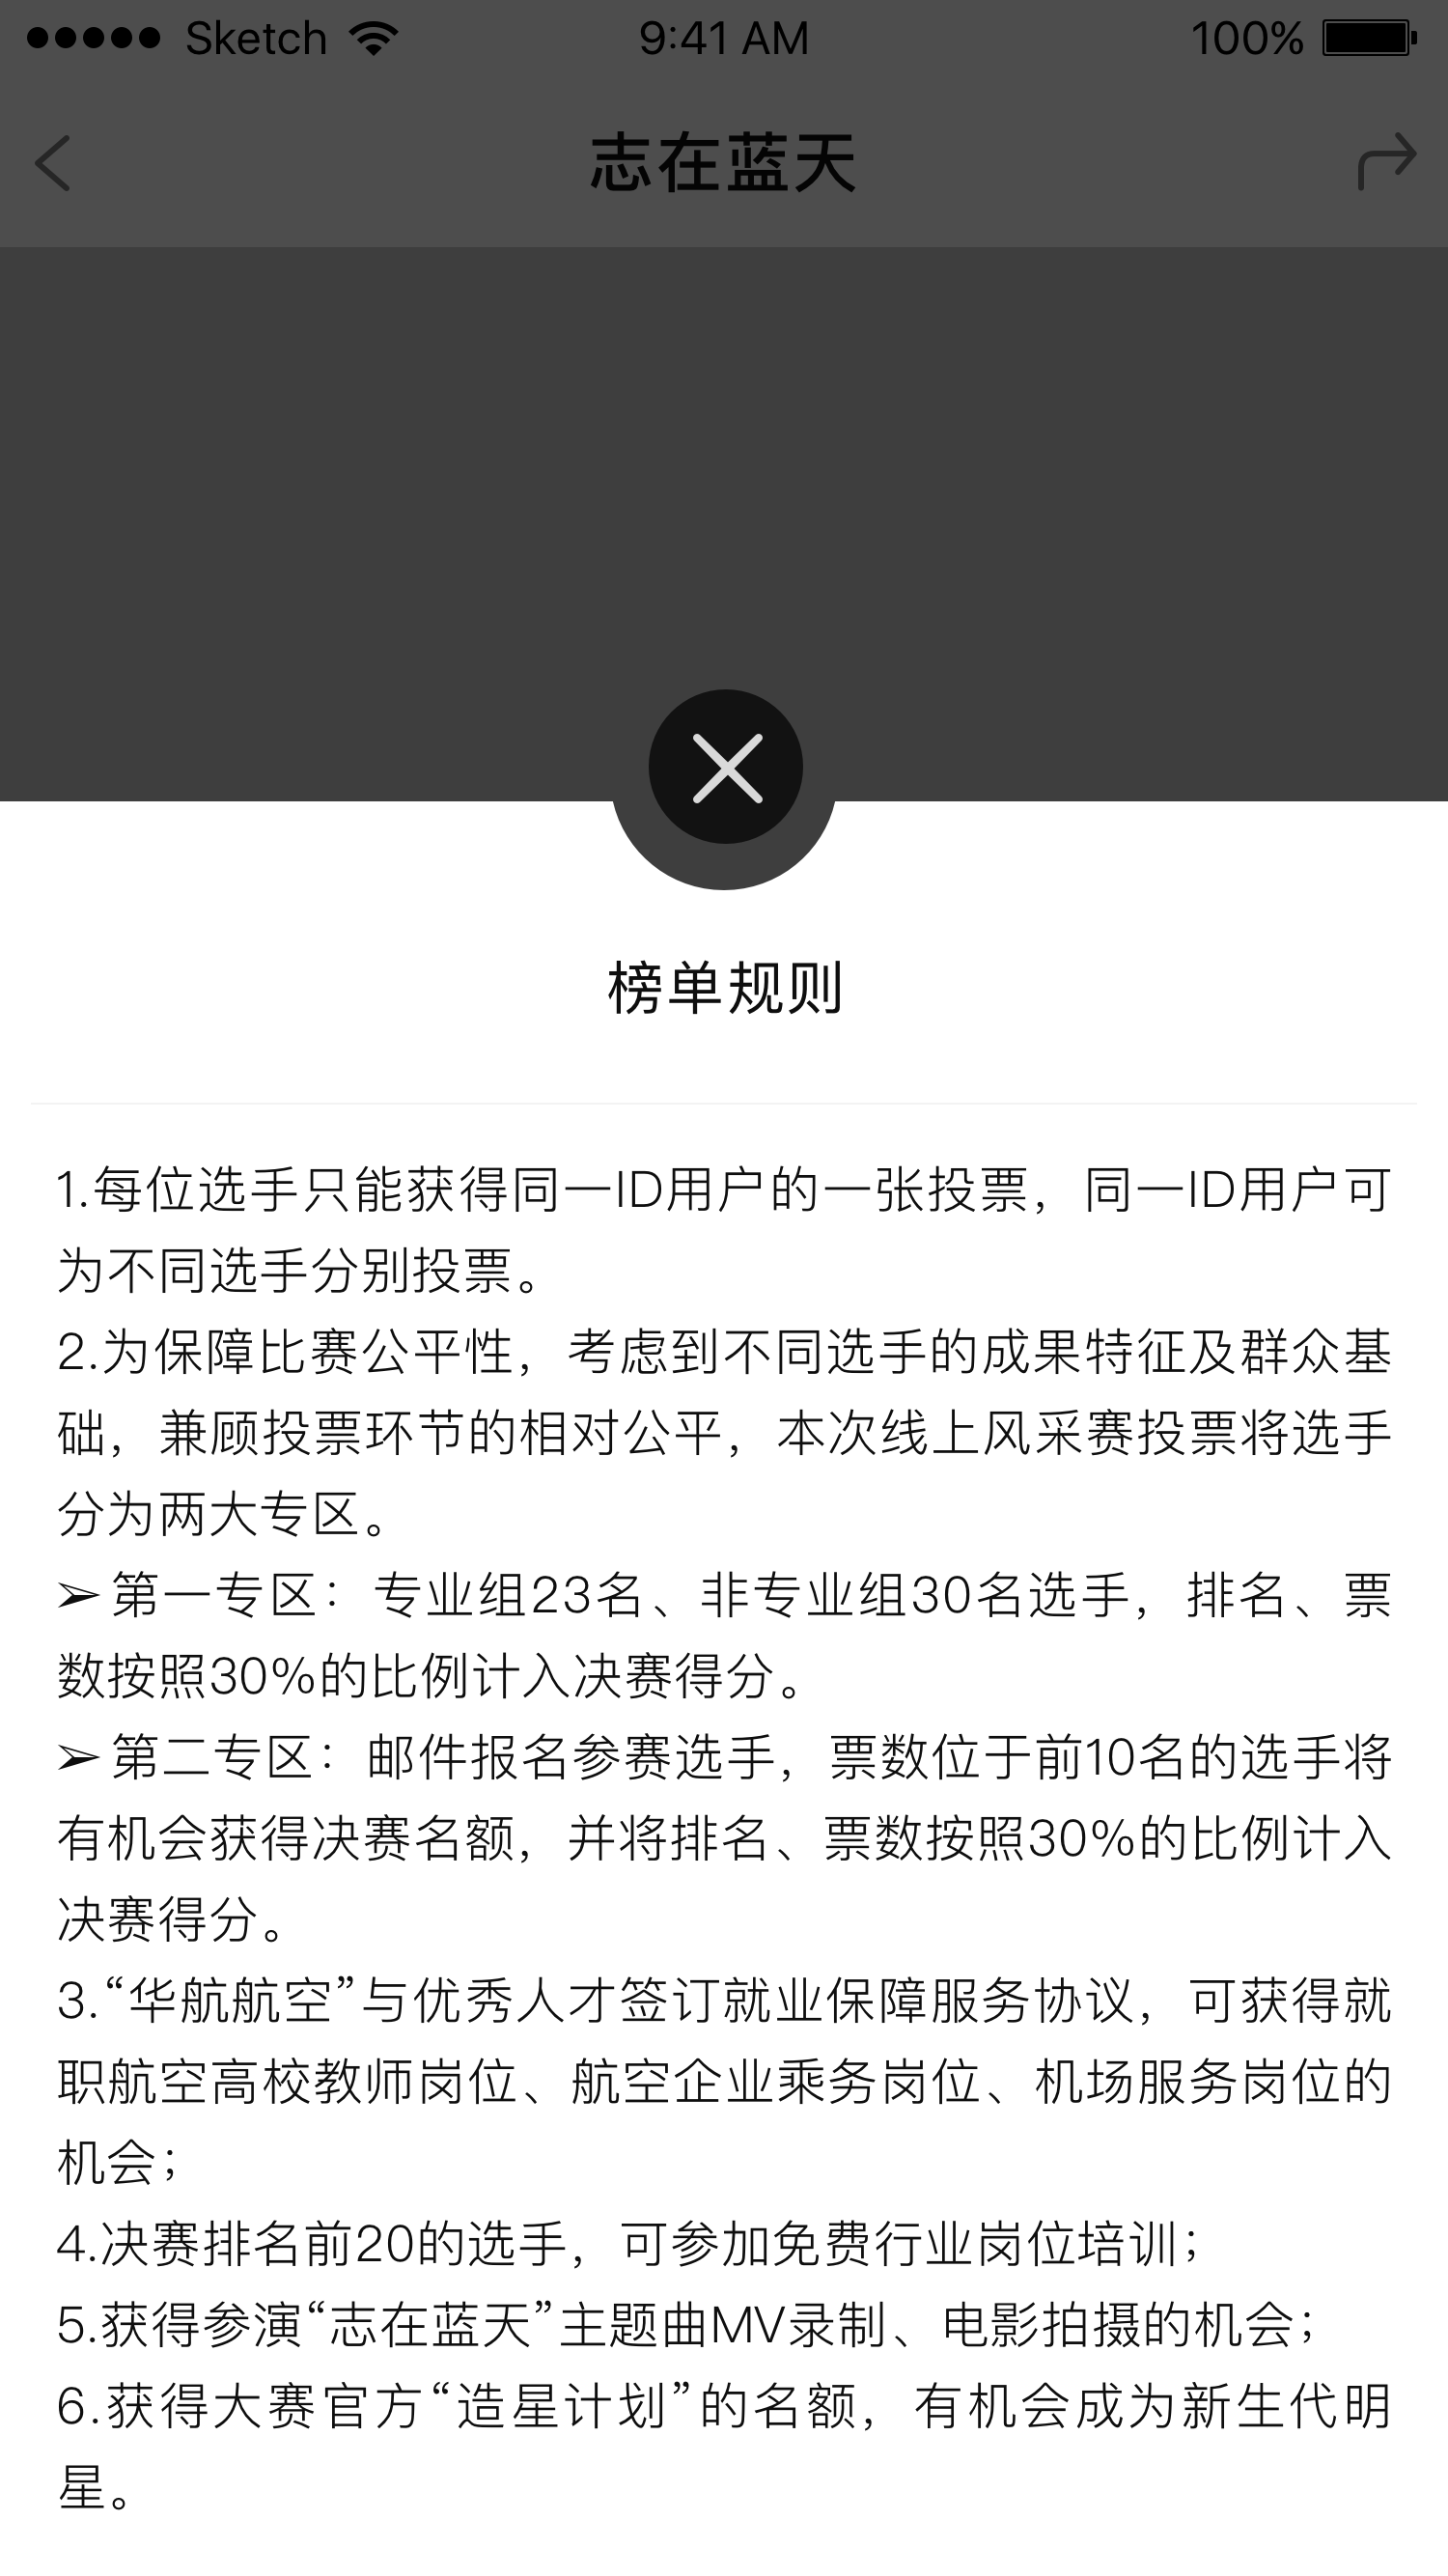 Sketch 9:41 AM 100%
志在蓝天
榜单规则
1.每位选手只能获得同一ID用户的一张投票，同一ID用户可
为不同选手分别投票。
2.为保障比赛公平性，考虑到不同选手的成果特征及群众基
础，兼顾投票环节的相对公平，本次线上风采赛投票将选手
分为两大专区。
➢ 第一专区：专业组23名、非专业组30名选手，排名、票
数按照30%的比例计入决赛得分。
➢ 第二专区：邮件报名参赛选手，票数位于前10名的选手将
有机会获得决赛名额，并将排名、票数按照30%的比例计入
决赛得分。
3.“华航航空”与优秀人才签订就业保障服务协议，可获得就
职航空高校教师岗位、航空企业乘务岗位、机场服务岗位的
机会；
4.决赛排名前20的选手，可参加免费行业岗位培训；
5.获得参演“志在蓝天”主题曲MV录制、电影拍摄的机会；
6.获得大赛官方“造星计划”的名额，有机会成为新生代明
星。